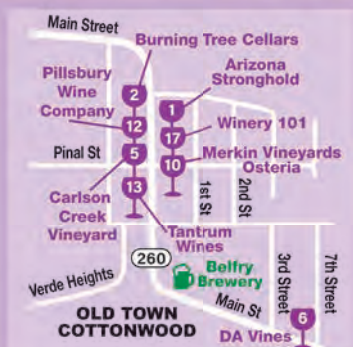 Main Street
Burning Tree Cellars
Pillsbury
Wine
Company
Arizona
Stronghold
2
1
12
17
Winery 101
Pinal St
5
10
Merkin Vineyards
Osteria
Carlson
Creek
Vineyard
13
1st St
2nd St
Tantrum
Wines
260
Belfry
Brewery
Verde Heights
Main St
3rd Street
7th Street
OLD TOWN
COTTONWOOD
6
DA Vines